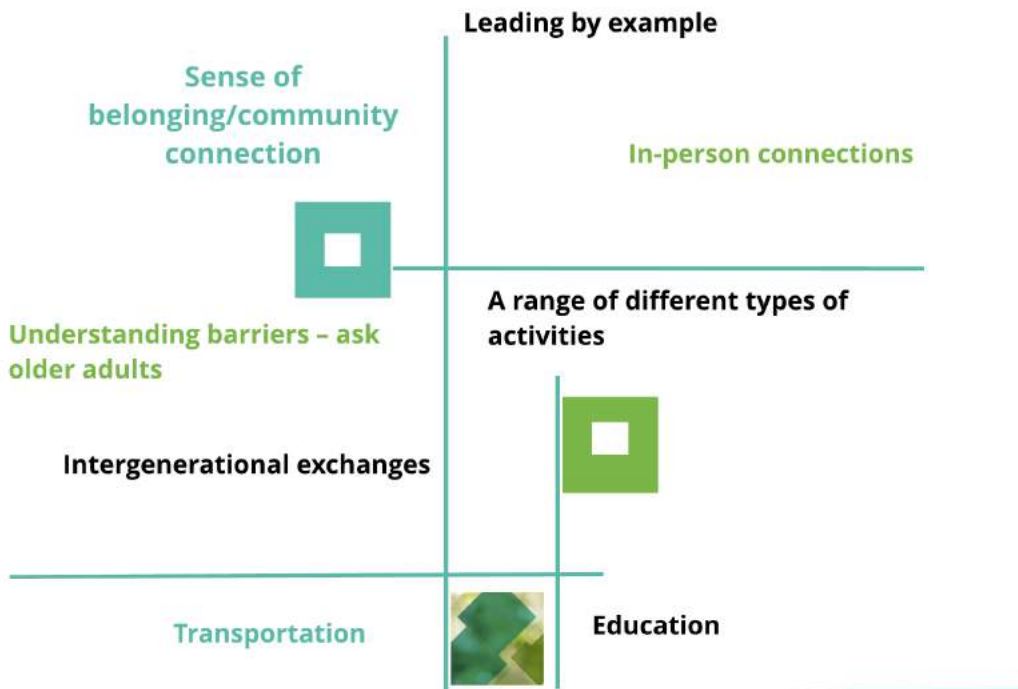 Leading by example
Sense of
belonging/community
connection
In-person connections
A range of different types of
activities
Understanding barriers – ask
older adults
Intergenerational exchanges
Transportation
Education